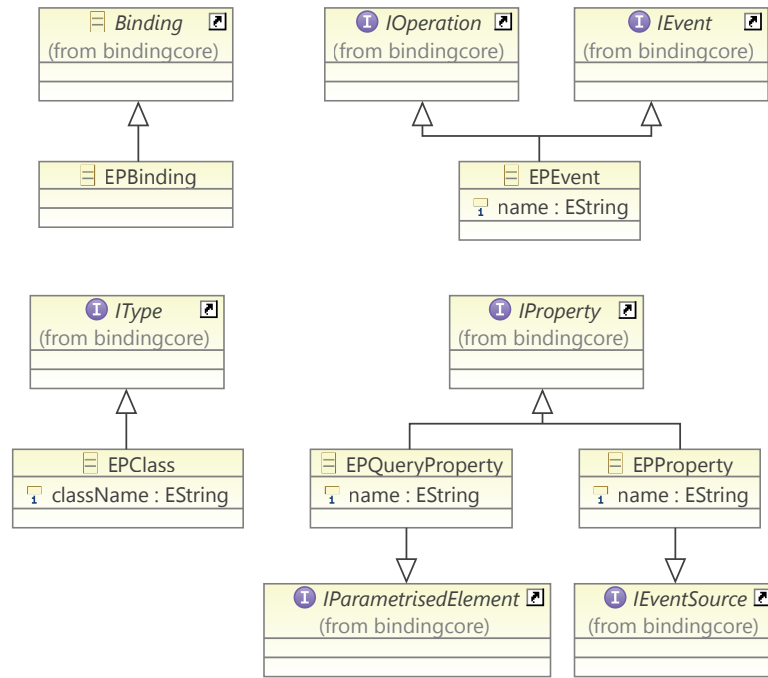 Binding
(from bindingcore)
IOperation
(from bindingcore)
IEvent
(from bindingcore)
EPBinding
EPEvent
name : EString
IType
(from bindingcore)
IProperty
(from bindingcore)
EPClass
className : EString
EPQueryProperty
name : EString
EPProperty
name : EString
IParametrisedElement
(from bindingcore)
IEventSource
(from bindingcore)